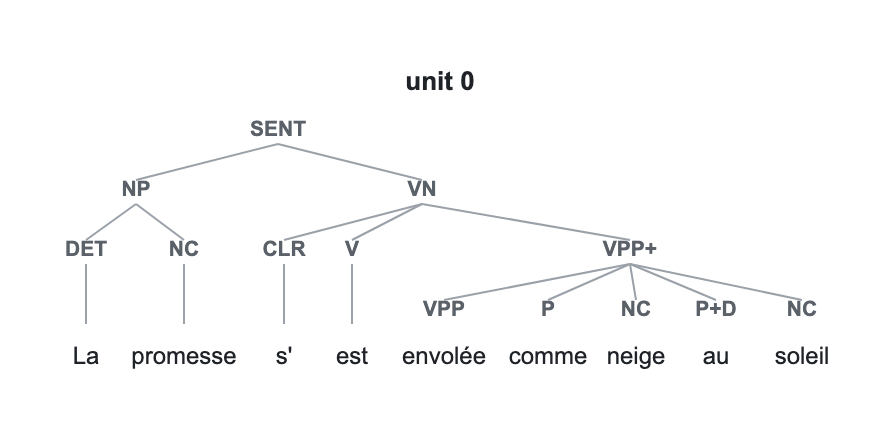 unit 0
SENT
NP VN
DET NC CLR V VPP+
VPP P NC P+D NC
La promesse s' est envolée comme neige au soleil